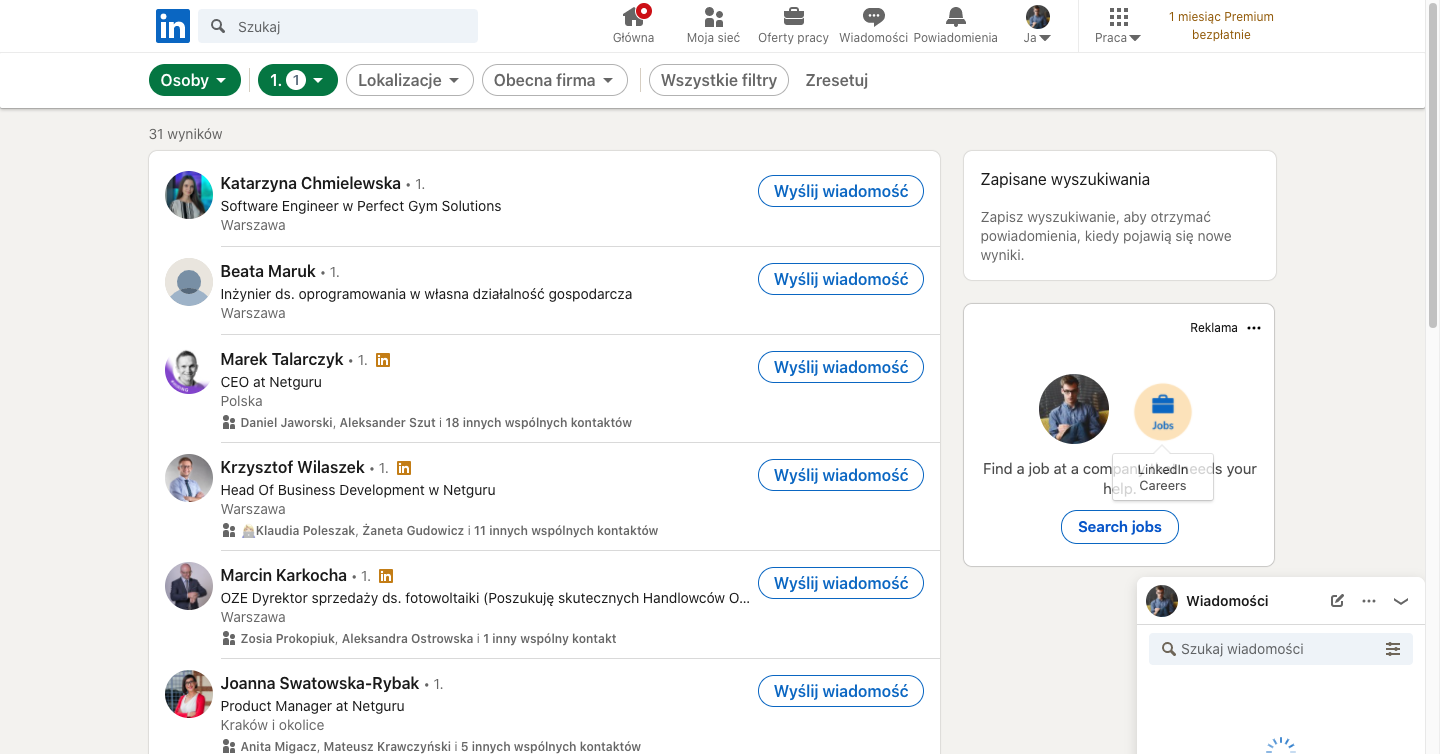 in
Szukaj
Główna
Moja sieć
Oferty pracy
Wiadomości
Powiadomienia
Ja
Praca
1 miesiąc Premium
bezpłatnie
Osoby
1. 1
Lokalizacje
Obecna firma
Wszystkie filtry
Zresetuj
31 wyników
Katarzyna Chmielewska • 1.
Software Engineer w Perfect Gym Solutions
Warszawa
Wyślij wiadomość
Beata Maruk • 1.
Inżynier ds. oprogramowania w własna działalność gospodarcza
Warszawa
Wyślij wiadomość
Marek Talarczyk • 1. in
CEO at Netguru
Polska
Daniel Jaworski, Aleksander Szut i 18 innych wspólnych kontaktów
Wyślij wiadomość
Krzysztof Wilaszek • 1. in
Head Of Business Development w Netguru
Warszawa
Klaudia Poleszak, Żaneta Gudowicz i 11 innych wspólnych kontaktów
Wyślij wiadomość
Marcin Karkocha • 1. in
OZE Dyrektor sprzedaży ds. fotowoltaiki (Poszukuję skutecznych Handlowców O...
Warszawa
Zosia Prokopiuk, Aleksandra Ostrowska i 1 inny wspólny kontakt
Wyślij wiadomość
Joanna Swatowska-Rybak • 1.
Product Manager at Netguru
Kraków i okolice
Anita Migacz, Mateusz Krawczyński i 5 innych wspólnych kontaktów
Wyślij wiadomość
Zapisane wyszukiwania
Zapisz wyszukiwanie, aby otrzymać
powiadomienia, kiedy pojawią się nowe
wyniki.
Reklama
Jobs
Find a job at a company that needs your
help.
LinkedIn
Careers
Search jobs
Wiadomości
Szukaj wiadomości